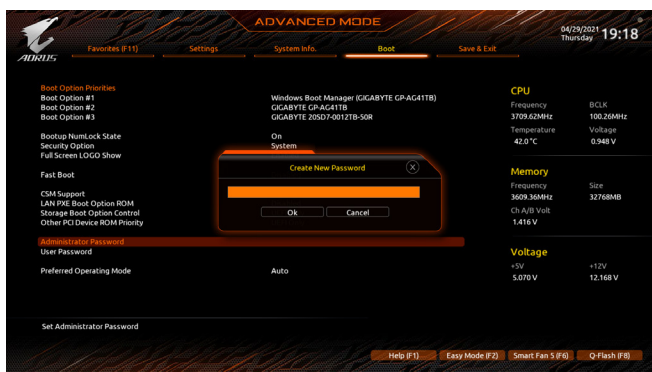 ADVANCED MODE
04/29/2021 Thursday 19:18
AORUS
Favorites (F11) Settings System Info. Boot Save & Exit
Boot Option Priorities
Boot Option #1 Windows Boot Manager (GIGABYTE GP-AG41TB)
Boot Option #2 GIGABYTE GP-AG41TB
Boot Option #3 GIGABYTE 20SD7-0012TB-50R
Bootup NumLock State On
Security Option System
Full Screen LOGO Show
Fast Boot
CSM Support
LAN PXE Boot Option ROM
Storage Boot Option Control
Other PCI Device ROM Priority
Administrator Password
User Password
Preferred Operating Mode Auto
Create New Password
Ok Cancel
CPU
Frequency BCLK
3709.62MHz 100.26MHz
Temperature Voltage
42.0 °C 0.948 V
Memory
Frequency Size
3609.36MHz 32768MB
Ch A/B Volt
1.416 V
Voltage
+5V +12V
5.070 V 12.168 V
Set Administrator Password
Help (F1) Easy Mode (F2) Smart Fan 5 (F6) Q-Flash (F8)